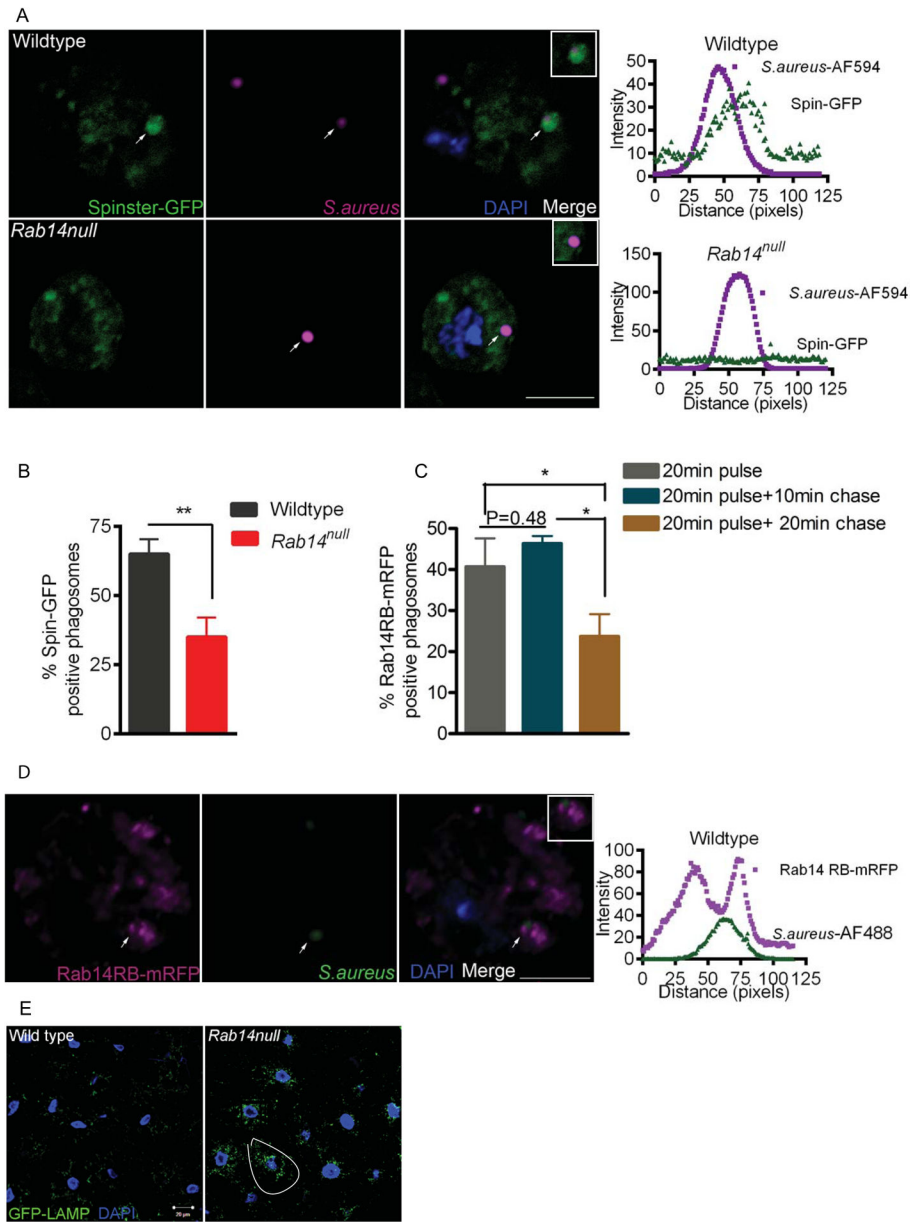 A
Wildtype
Spinster-GFP
S.aureus
DAPI
Merge
Rab14null
Wildtype
S.aureus-AF594
Spin-GFP
Intensity
50
40
30
20
10
0
0 25 50 75 100 125
Distance (pixels)
Rab14null
S.aureus-AF594
Spin-GFP
Intensity
150
100
50
0
0 25 50 75 100 125
Distance (pixels)
B
Wildtype
Rab14null
**
% Spin-GFP
positive phagosomes
75
50
25
0
C
20min pulse
20min pulse+10min chase
20min pulse+ 20min chase
*
P=0.48
*
% Rab14RB-mRFP
positive phagosomes
50
40
30
20
10
0
D
Rab14RB-mRFP
S.aureus
DAPI Merge
Wildtype
Rab14 RB-mRFP
S.aureus-AF488
Intensity
100
80
60
40
20
0
0 25 50 75 100 125
Distance (pixels)
E
Wild type
Rab14null
GFP-LAMP DAPI
20 µm